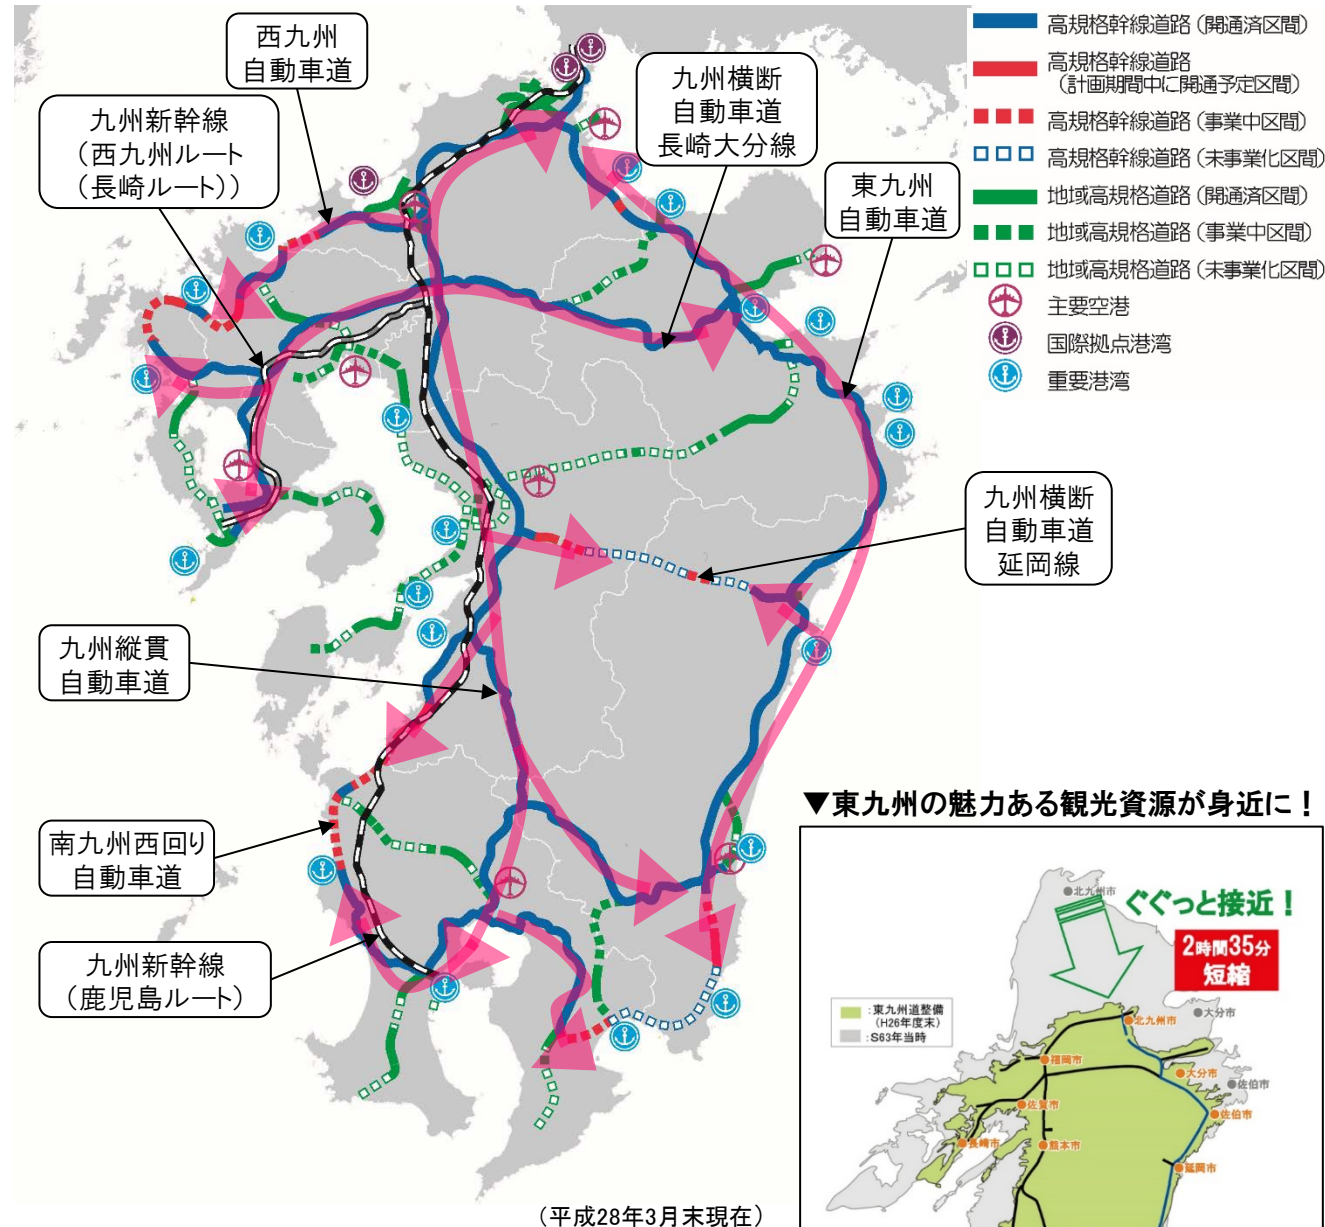 西九州
自動車道
九州新幹線
（西九州ルート
（長崎ルート））
九州横断
自動車道
長崎大分線
東九州
自動車道
高規格幹線道路（開通済区間）
高規格幹線道路
（計画期間中に開通予定区間）
高規格幹線道路（事業中区間）
高規格幹線道路（未事業化区間）
地域高規格道路（開通済区間）
地域高規格道路（事業中区間）
地域高規格道路（未事業化区間）
主要空港
国際拠点港湾
重要港湾
九州横断
自動車道
延岡線
九州縦貫
自動車道
南九州西回り
自動車道
九州新幹線
（鹿児島ルート）
（平成28年3月末現在）
▼東九州の魅力ある観光資源が身近に！
北九州市
ぐぐっと接近！
2時間35分
短縮
：東九州道整備
（H26年度末）
：S63年当時
大分市
北九州市
福岡市
大分市
佐伯市
佐賀市
佐伯市
長崎市
熊本市
延岡市